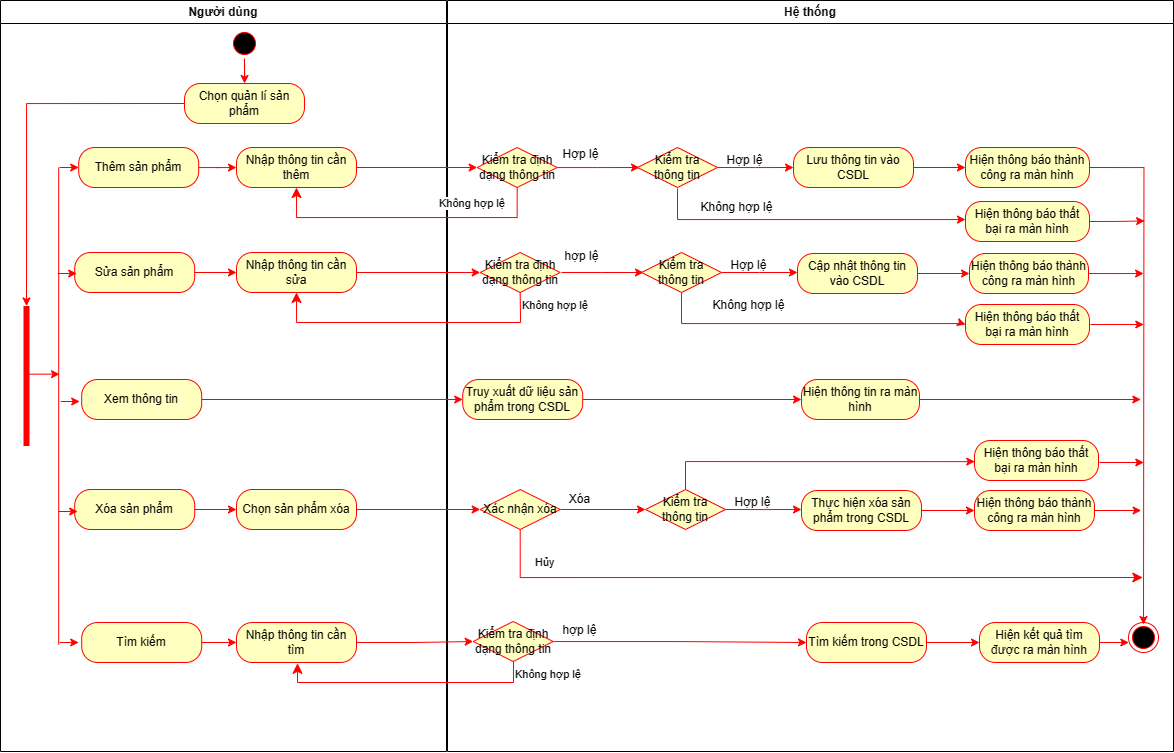 Người dùng
Hệ thống
Chọn quản lí sản
phẩm
Thêm sản phẩm
Nhập thông tin cần
thêm
Kiểm tra định
dạng thông tin
Hợp lệ
Kiểm tra
thông tin
Hợp lệ
Lưu thông tin vào
CSDL
Hiện thông báo thành
công ra màn hình
Không hợp lệ
Không hợp lệ
Hiện thông báo thất
bại ra màn hình
Sửa sản phẩm
Nhập thông tin cần
sửa
Kiểm tra định
dạng thông tin
hợp lệ
Kiểm tra
thông tin
Hợp lệ
Cập nhật thông tin
vào CSDL
Hiện thông báo thành
công ra màn hình
Không hợp lệ
Không hợp lệ
Hiện thông báo thất
bại ra màn hình
Xem thông tin
Truy xuất dữ liệu sản
phẩm trong CSDL
Hiện thông tin ra màn
hình
Hiện thông báo thất
bại ra màn hình
Xóa sản phẩm
Chọn sản phẩm xóa
Xác nhận xóa
Xóa
Kiểm tra
thông tin
Hợp lệ
Thực hiện xóa sản
phẩm trong CSDL
Hiện thông báo thành
công ra màn hình
Hủy
Tìm kiếm
Nhập thông tin cần
tìm
Kiểm tra định
dạng thông tin
hợp lệ
Tìm kiếm trong CSDL
Hiện kết quả tìm
được ra màn hình
Không hợp lệ